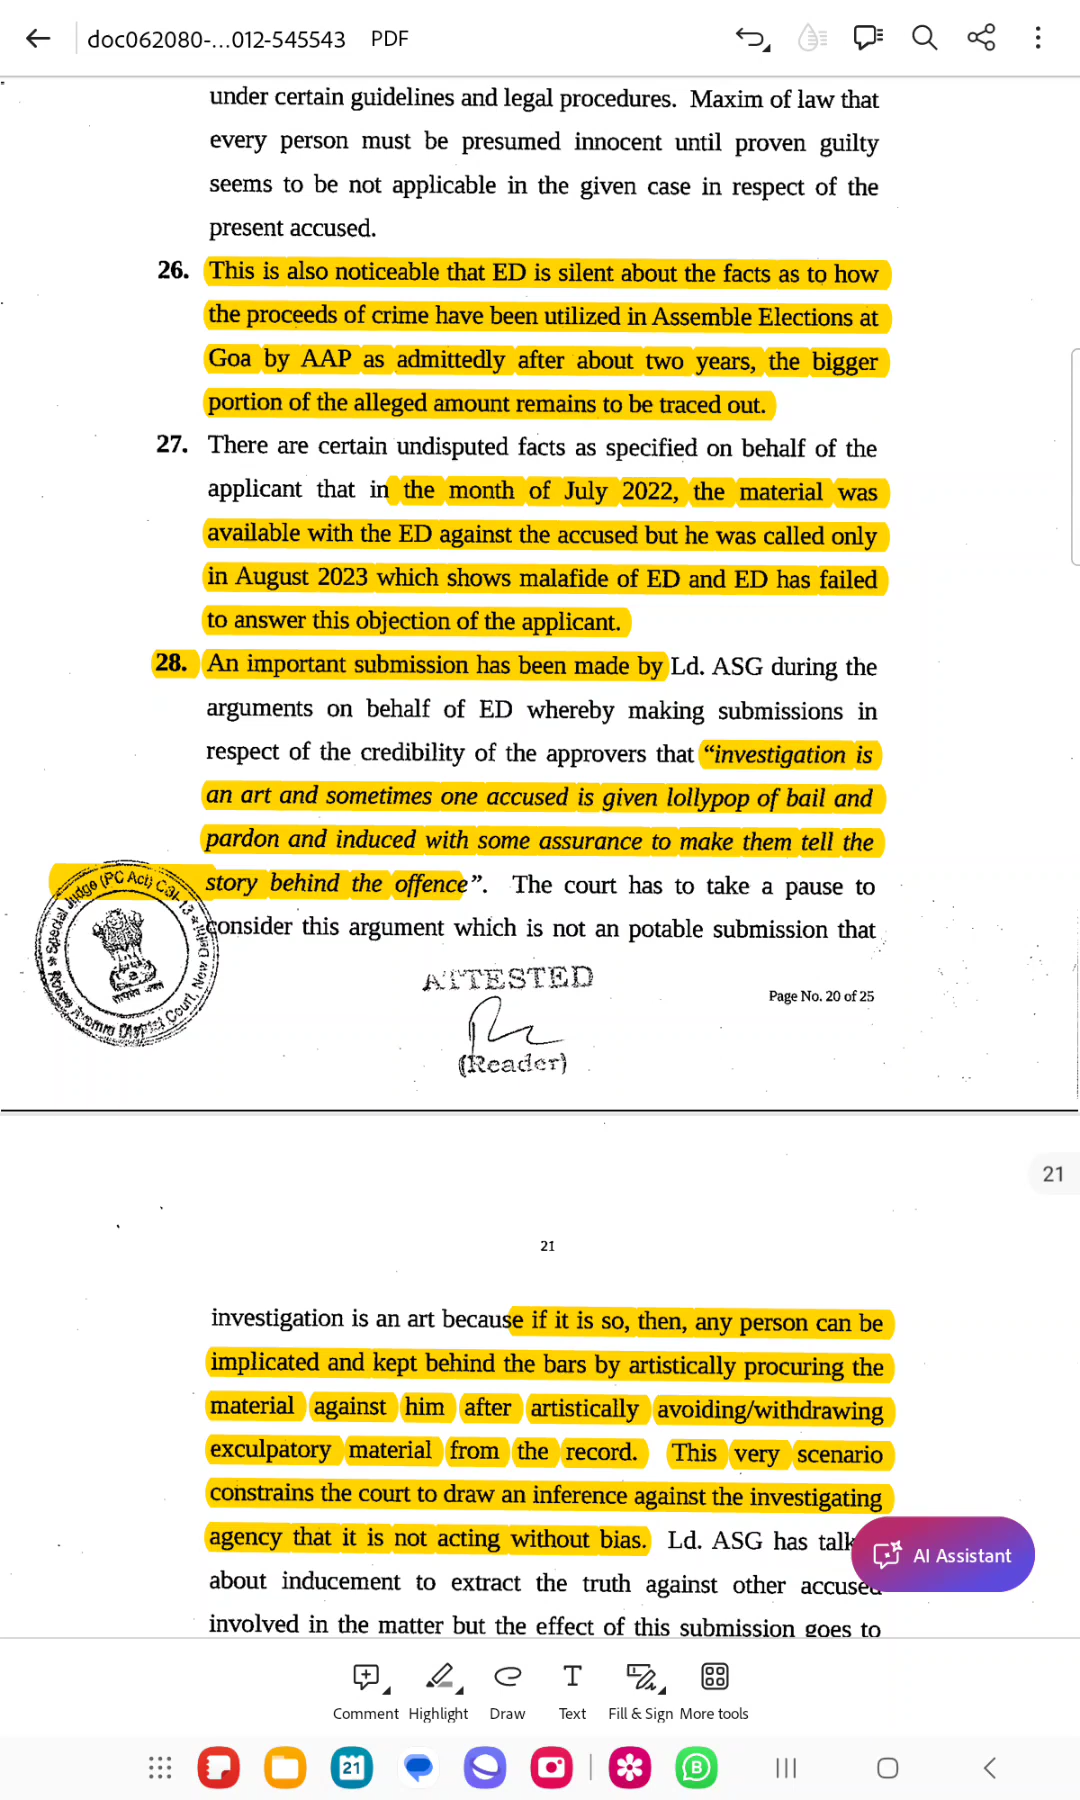 doc062080-...012-545543 PDF
under certain guidelines and legal procedures. Maxim of law that
every person must be presumed innocent until proven guilty
seems to be not applicable in the given case in respect of the
present accused.
26. This is also noticeable that ED is silent about the facts as to how
the proceeds of crime have been utilized in Assemble Elections at
Goa by AAP as admittedly after about two years, the bigger
portion of the alleged amount remains to be traced out.
27. There are certain undisputed facts as specified on behalf of the
applicant that in the month of July 2022, the material was
available with the ED against the accused but he was called only
in August 2023 which shows malafide of ED and ED has failed
to answer this objection of the applicant.
28. An important submission has been made by Ld. ASG during the
arguments on behalf of ED whereby making submissions in
respect of the credibility of the approvers that “investigation is
an art and sometimes one accused is given lollypop of bail and
pardon and induced with some assurance to make them tell the
story behind the offence”. The court has to take a pause to
consider this argument which is not an potable submission that
Special Judge (PC Act) CBI-13
District Court, New Delhi
ATTESTED
Page No. 20 of 25
(Reader)
21
21
investigation is an art because if it is so, then, any person can be
implicated and kept behind the bars by artistically procuring the
material against him after artistically avoiding/withdrawing
exculpatory material from the record. This very scenario
constrains the court to draw an inference against the investigating
agency that it is not acting without bias. Ld. ASG has talk
AI Assistant
about inducement to extract the truth against other accused
involved in the matter but the effect of this submission goes to
Comment Highlight Draw Text Fill & Sign More tools
21